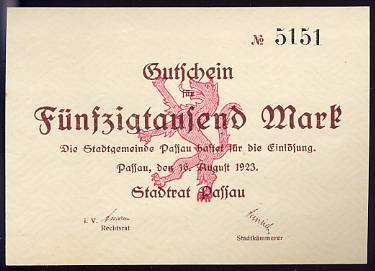 № 5151
Gutschein
für
Fünfzigtausend Mark
Die Stadtgemeinde Passau haftet für die Einlösung.
Passau, den 16. August 1923.
Stadtrat Passau
i. V.
Rechtsrat
Stadtkämmerer